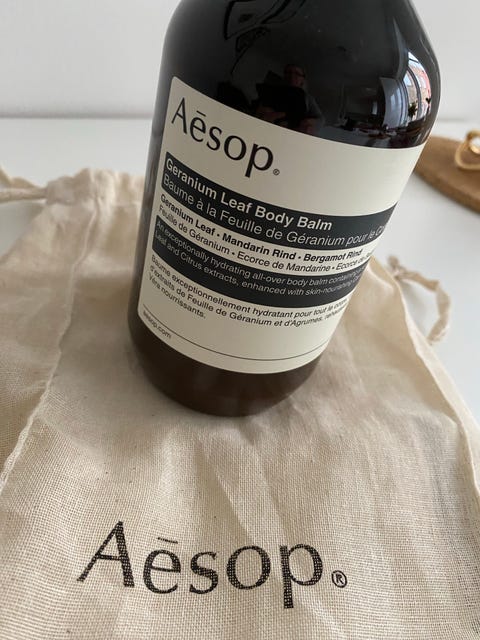 Aēsop®
Geranium Leaf Body Balm
Baume à la Feuille de Géranium pour le
Geranium Leaf • Mandarin Rind • Bergamot Rind
Feuille de Géranium • Ecorce de Mandarine • Ecorce de
An exceptionally hydrating all-over body balm containing
Leaf and Citrus extracts, enhanced with skin-nourishing
Baume exceptionnellement hydratant pour tout le corps
d'extraits de Feuille de Géranium et d'Agrumes,
nourrissants.
aesop.com
Aēsop®